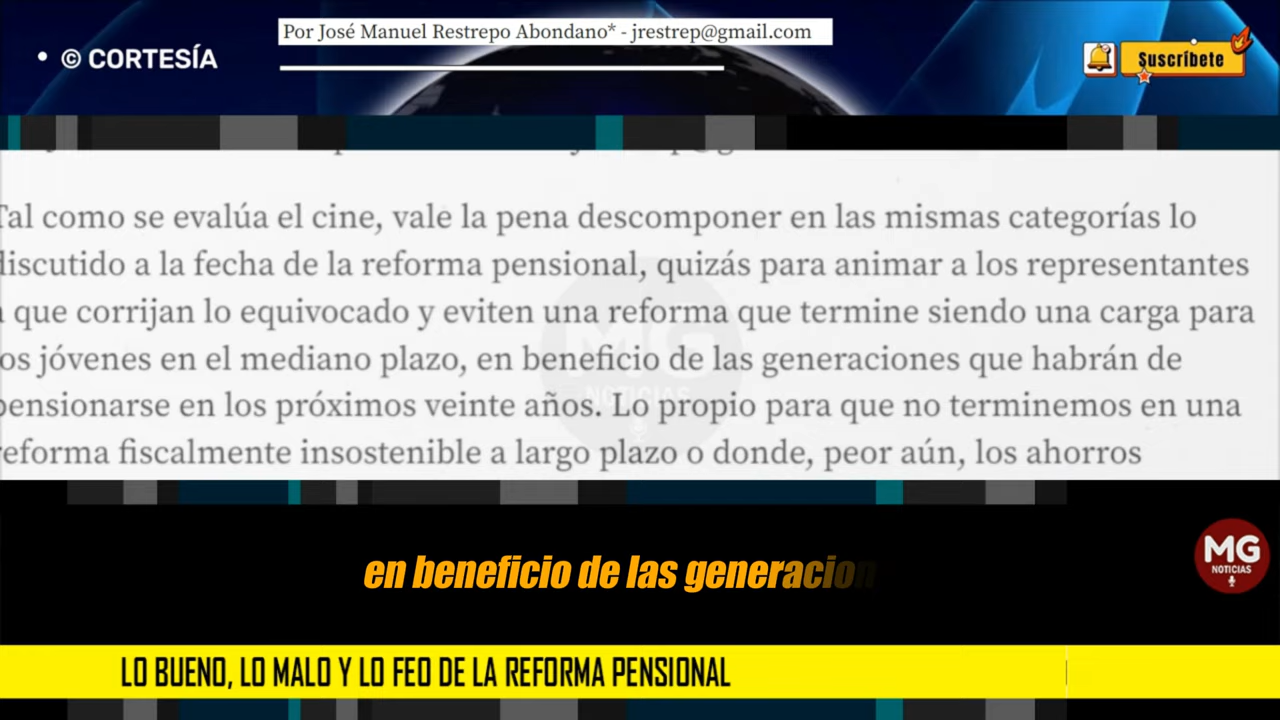 Por José Manuel Restrepo Abondano* - jrestrep@gmail.com
• © CORTESÍA
Suscríbete
Tal como se evalúa el cine, vale la pena descomponer en las mismas categorías lo
discutido a la fecha de la reforma pensional, quizás para animar a los representantes
a que corrijan lo equivocado y eviten una reforma que termine siendo una carga para
los jóvenes en el mediano plazo, en beneficio de las generaciones que habrán de
pensionarse en los próximos veinte años. Lo propio para que no terminemos en una
reforma fiscalmente insostenible a largo plazo o donde, peor aún, los ahorros
MG
NOTICIAS
en beneficio de las generacion
MG
NOTICIAS
LO BUENO, LO MALO Y LO FEO DE LA REFORMA PENSIONAL